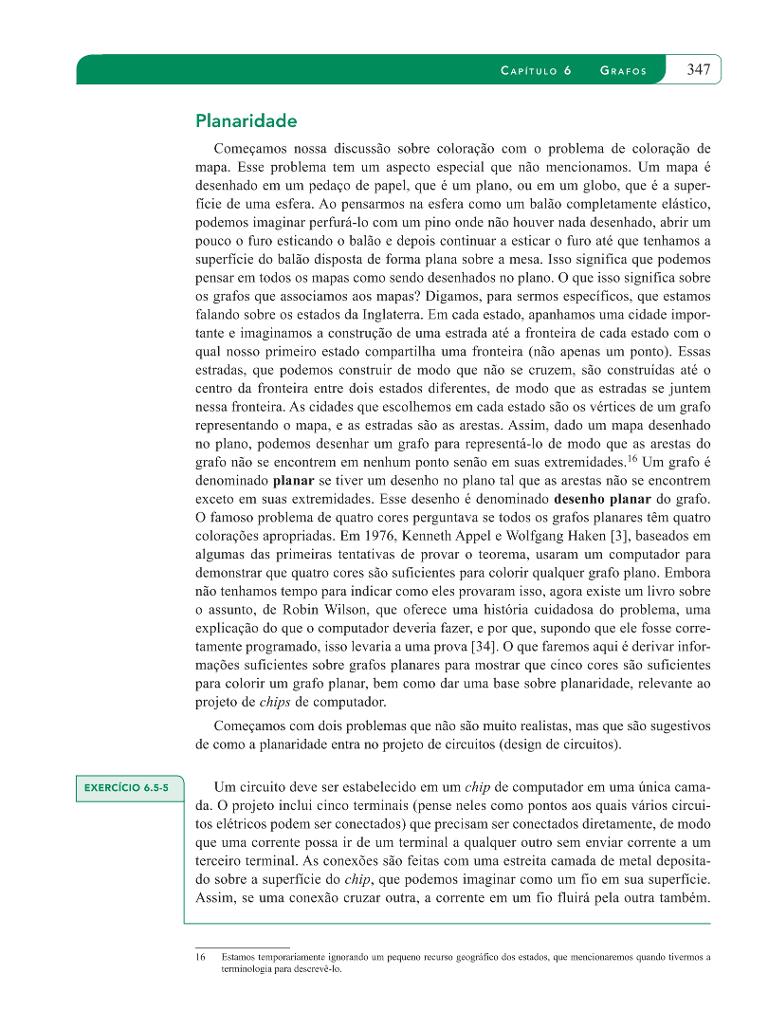 CAPÍTULO 6 GRAFOS 347
Planaridade
Começamos nossa discussão sobre coloração com o problema de coloração de
mapa. Esse problema tem um aspecto especial que não mencionamos. Um mapa é
desenhado em um pedaço de papel, que é um plano, ou em um globo, que é a super-
fície de uma esfera. Ao pensarmos na esfera como um balão completamente elástico,
podemos imaginar perfurá-lo com um pino onde não houver nada desenhado, abrir um
pouco o furo esticando o balão e depois continuar a esticar o furo até que tenhamos a
superfície do balão disposta de forma plana sobre a mesa. Isso significa que podemos
pensar em todos os mapas como sendo desenhados no plano. O que isso significa sobre
os grafos que associamos aos mapas? Digamos, para sermos específicos, que estamos
falando sobre os estados da Inglaterra. Em cada estado, apanhamos uma cidade impor-
tante e imaginamos a construção de uma estrada até a fronteira de cada estado com o
qual nosso primeiro estado compartilha uma fronteira (não apenas um ponto). Essas
estradas, que podemos construir de modo que não se cruzem, são construídas até o
centro da fronteira entre dois estados diferentes, de modo que as estradas se juntem
nessa fronteira. As cidades que escolhemos em cada estado são os vértices de um grafo
representando o mapa, e as estradas são as arestas. Assim, dado um mapa desenhado
no plano, podemos desenhar um grafo para representá-lo de modo que as arestas do
grafo não se encontrem em nenhum ponto senão em suas extremidades.16 Um grafo é
denominado planar se tiver um desenho no plano tal que as arestas não se encontrem
exceto em suas extremidades. Esse desenho é denominado desenho planar do grafo.
O famoso problema de quatro cores perguntava se todos os grafos planares têm quatro
colorações apropriadas. Em 1976, Kenneth Appel e Wolfgang Haken [3], baseados em
algumas das primeiras tentativas de provar o teorema, usaram um computador para
demonstrar que quatro cores são suficientes para colorir qualquer grafo plano. Embora
não tenhamos tempo para indicar como eles provaram isso, agora existe um livro sobre
o assunto, de Robin Wilson, que oferece uma história cuidadosa do problema, uma
explicação do que o computador deveria fazer, e por que, supondo que ele fosse corre-
tamente programado, isso levaria a uma prova [34]. O que faremos aqui é derivar infor-
mações suficientes sobre grafos planares para mostrar que cinco cores são suficientes
para colorir um grafo planar, bem como dar uma base sobre planaridade, relevante ao
projeto de chips de computador.
Começamos com dois problemas que não são muito realistas, mas que são sugestivos
de como a planaridade entra no projeto de circuitos (design de circuitos).
EXERCÍCIO 6.5-5
Um circuito deve ser estabelecido em um chip de computador em uma única cama-
da. O projeto inclui cinco terminais (pense neles como pontos aos quais vários circui-
tos elétricos podem ser conectados) que precisam ser conectados diretamente, de modo
que uma corrente possa ir de um terminal a qualquer outro sem enviar corrente a um
terceiro terminal. As conexões são feitas com uma estreita camada de metal deposita-
do sobre a superfície do chip, que podemos imaginar como um fio em sua superfície.
Assim, se uma conexão cruzar outra, a corrente em um fio fluirá pela outra também.
16 Estamos temporariamente ignorando um pequeno recurso geográfico dos estados, que mencionaremos quando tivermos a
terminologia para descrevê-lo.